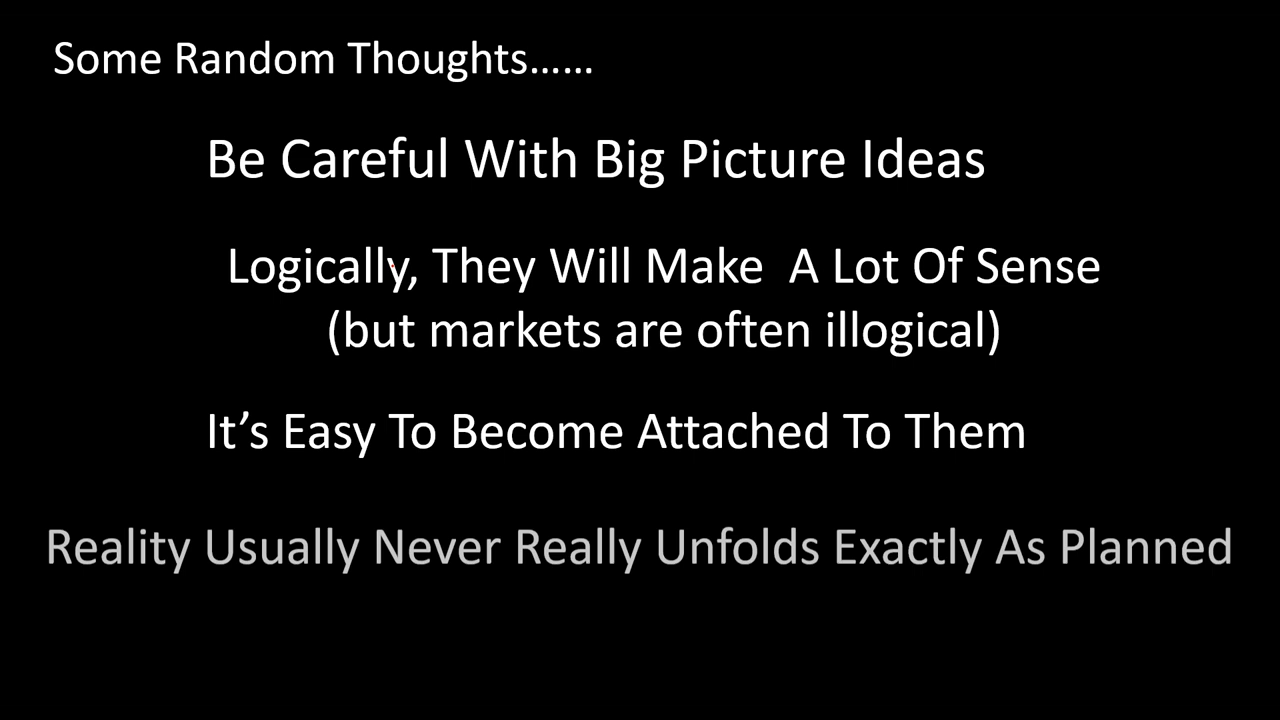 Some Random Thoughts……
Be Careful With Big Picture Ideas
Logically, They Will Make  A Lot Of Sense
(but markets are often illogical)
It’s Easy To Become Attached To Them
Reality Usually Never Really Unfolds Exactly As Planned